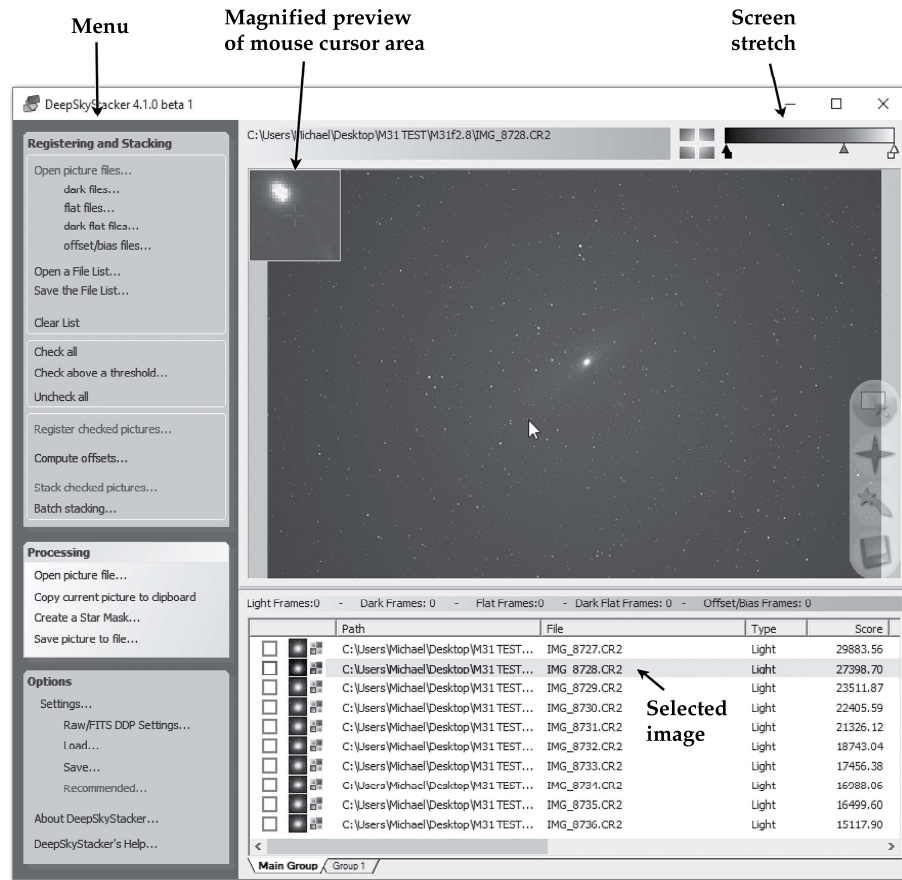 Menu
Magnified preview
of mouse cursor area
Screen
stretch
DeepSkyStacker 4.1.0 beta 1
Registering and Stacking
Open picture files...
dark files...
flat files...
dark flat files...
offset/bias files...
Open a File List...
Save the File List...
Clear List
Check all
Check above a threshold...
Uncheck all
Register checked pictures...
Compute offsets...
Stack checked pictures...
Batch stacking...
Processing
Open picture file...
Copy current picture to clipboard
Create a Star Mask...
Save picture to file...
Options
Settings...
Raw/FITS DDP Settings...
Load...
Save...
Recommended...
About DeepSkyStacker...
DeepSkyStacker's Help...
C:\Users\Michael\Desktop\M31 TEST\M31f2.8\IMG_8728.CR2
Light Frames:0 - Dark Frames: 0 - Flat Frames:0 - Dark Flat Frames: 0 - Offset/Bias Frames: 0
Path File Type Score
C:\Users\Michael\Desktop\M31 TEST... IMG_8727.CR2 Light 29883.56
C:\Users\Michael\Desktop\M31 TEST... IMG_8728.CR2 Light 27398.70
C:\Users\Michael\Desktop\M31 TEST... IMG_8729.CR2 Light 23511.87
C:\Users\Michael\Desktop\M31 TEST... IMG_8730.CR2 Light 22405.59
C:\Users\Michael\Desktop\M31 TEST... IMG_8731.CR2 Light 21326.12
C:\Users\Michael\Desktop\M31 TEST... IMG_8732.CR2 Light 18743.04
C:\Users\Michael\Desktop\M31 TEST... IMG_8733.CR2 Light 17456.38
C:\Users\Michael\Desktop\M31 TEST... IMG_8734.CR2 Light 16988.06
C:\Users\Michael\Desktop\M31 TEST... IMG_8735.CR2 Light 16499.60
C:\Users\Michael\Desktop\M31 TEST... IMG_8736.CR2 Light 15117.90
Selected
image
Main Group Group 1